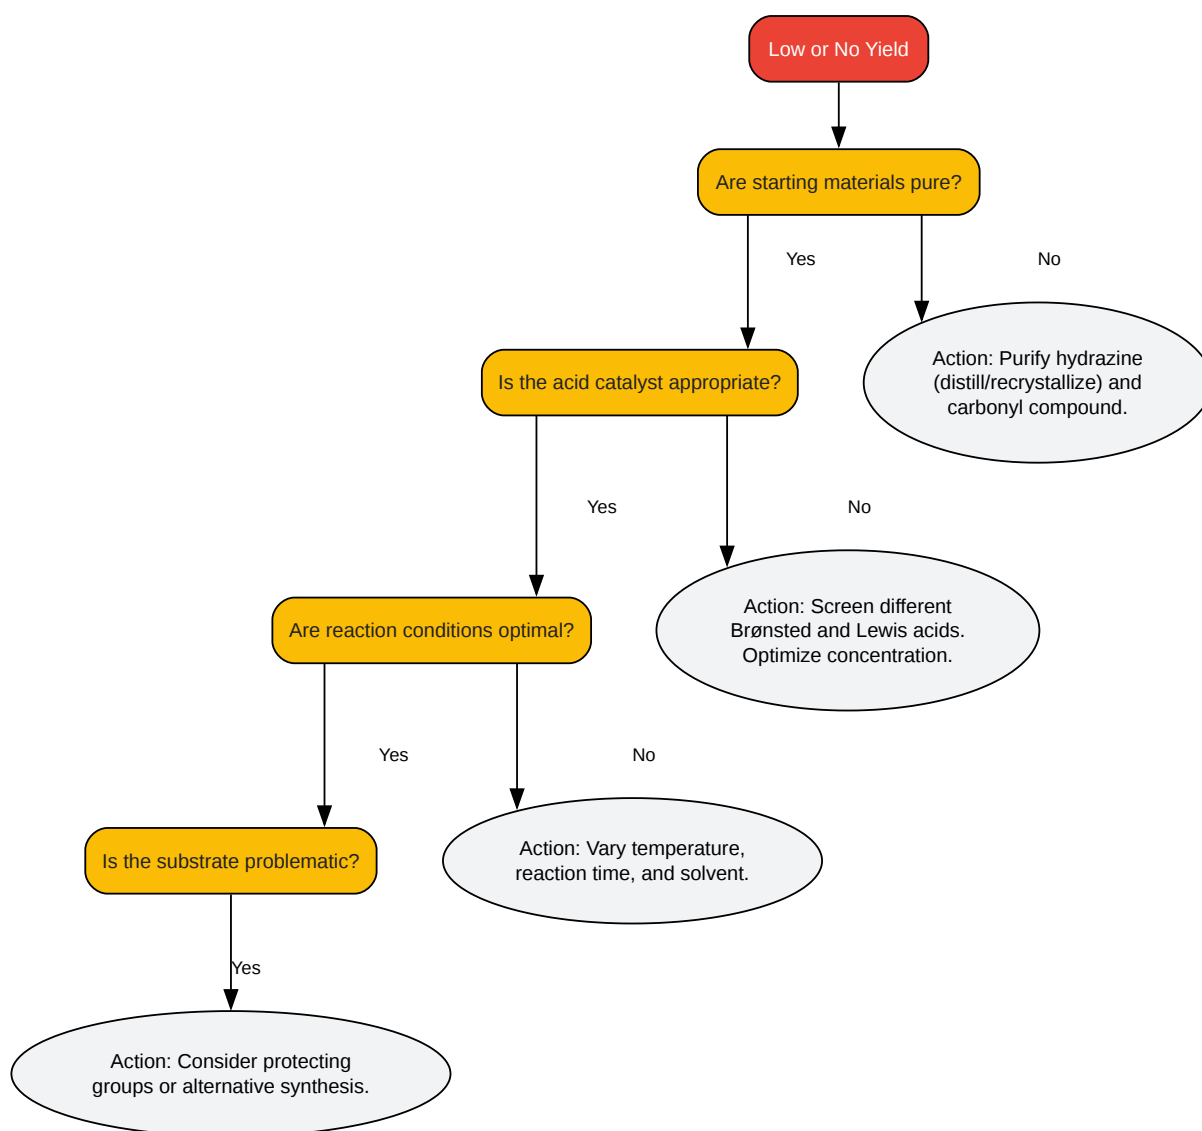 Low or No Yield
Are starting materials pure?
Yes
No
Action: Purify hydrazine
(distill/recrystallize) and
carbonyl compound.
Is the acid catalyst appropriate?
Yes
No
Action: Screen different
Brønsted and Lewis acids.
Optimize concentration.
Are reaction conditions optimal?
Yes
No
Action: Vary temperature,
reaction time, and solvent.
Is the substrate problematic?
Yes
Action: Consider protecting
groups or alternative synthesis.